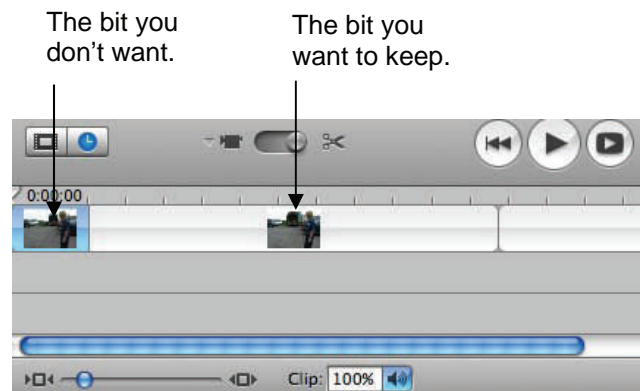 The bit you
don’t want.
The bit you
want to keep.
0:00:00
Clip: 100%